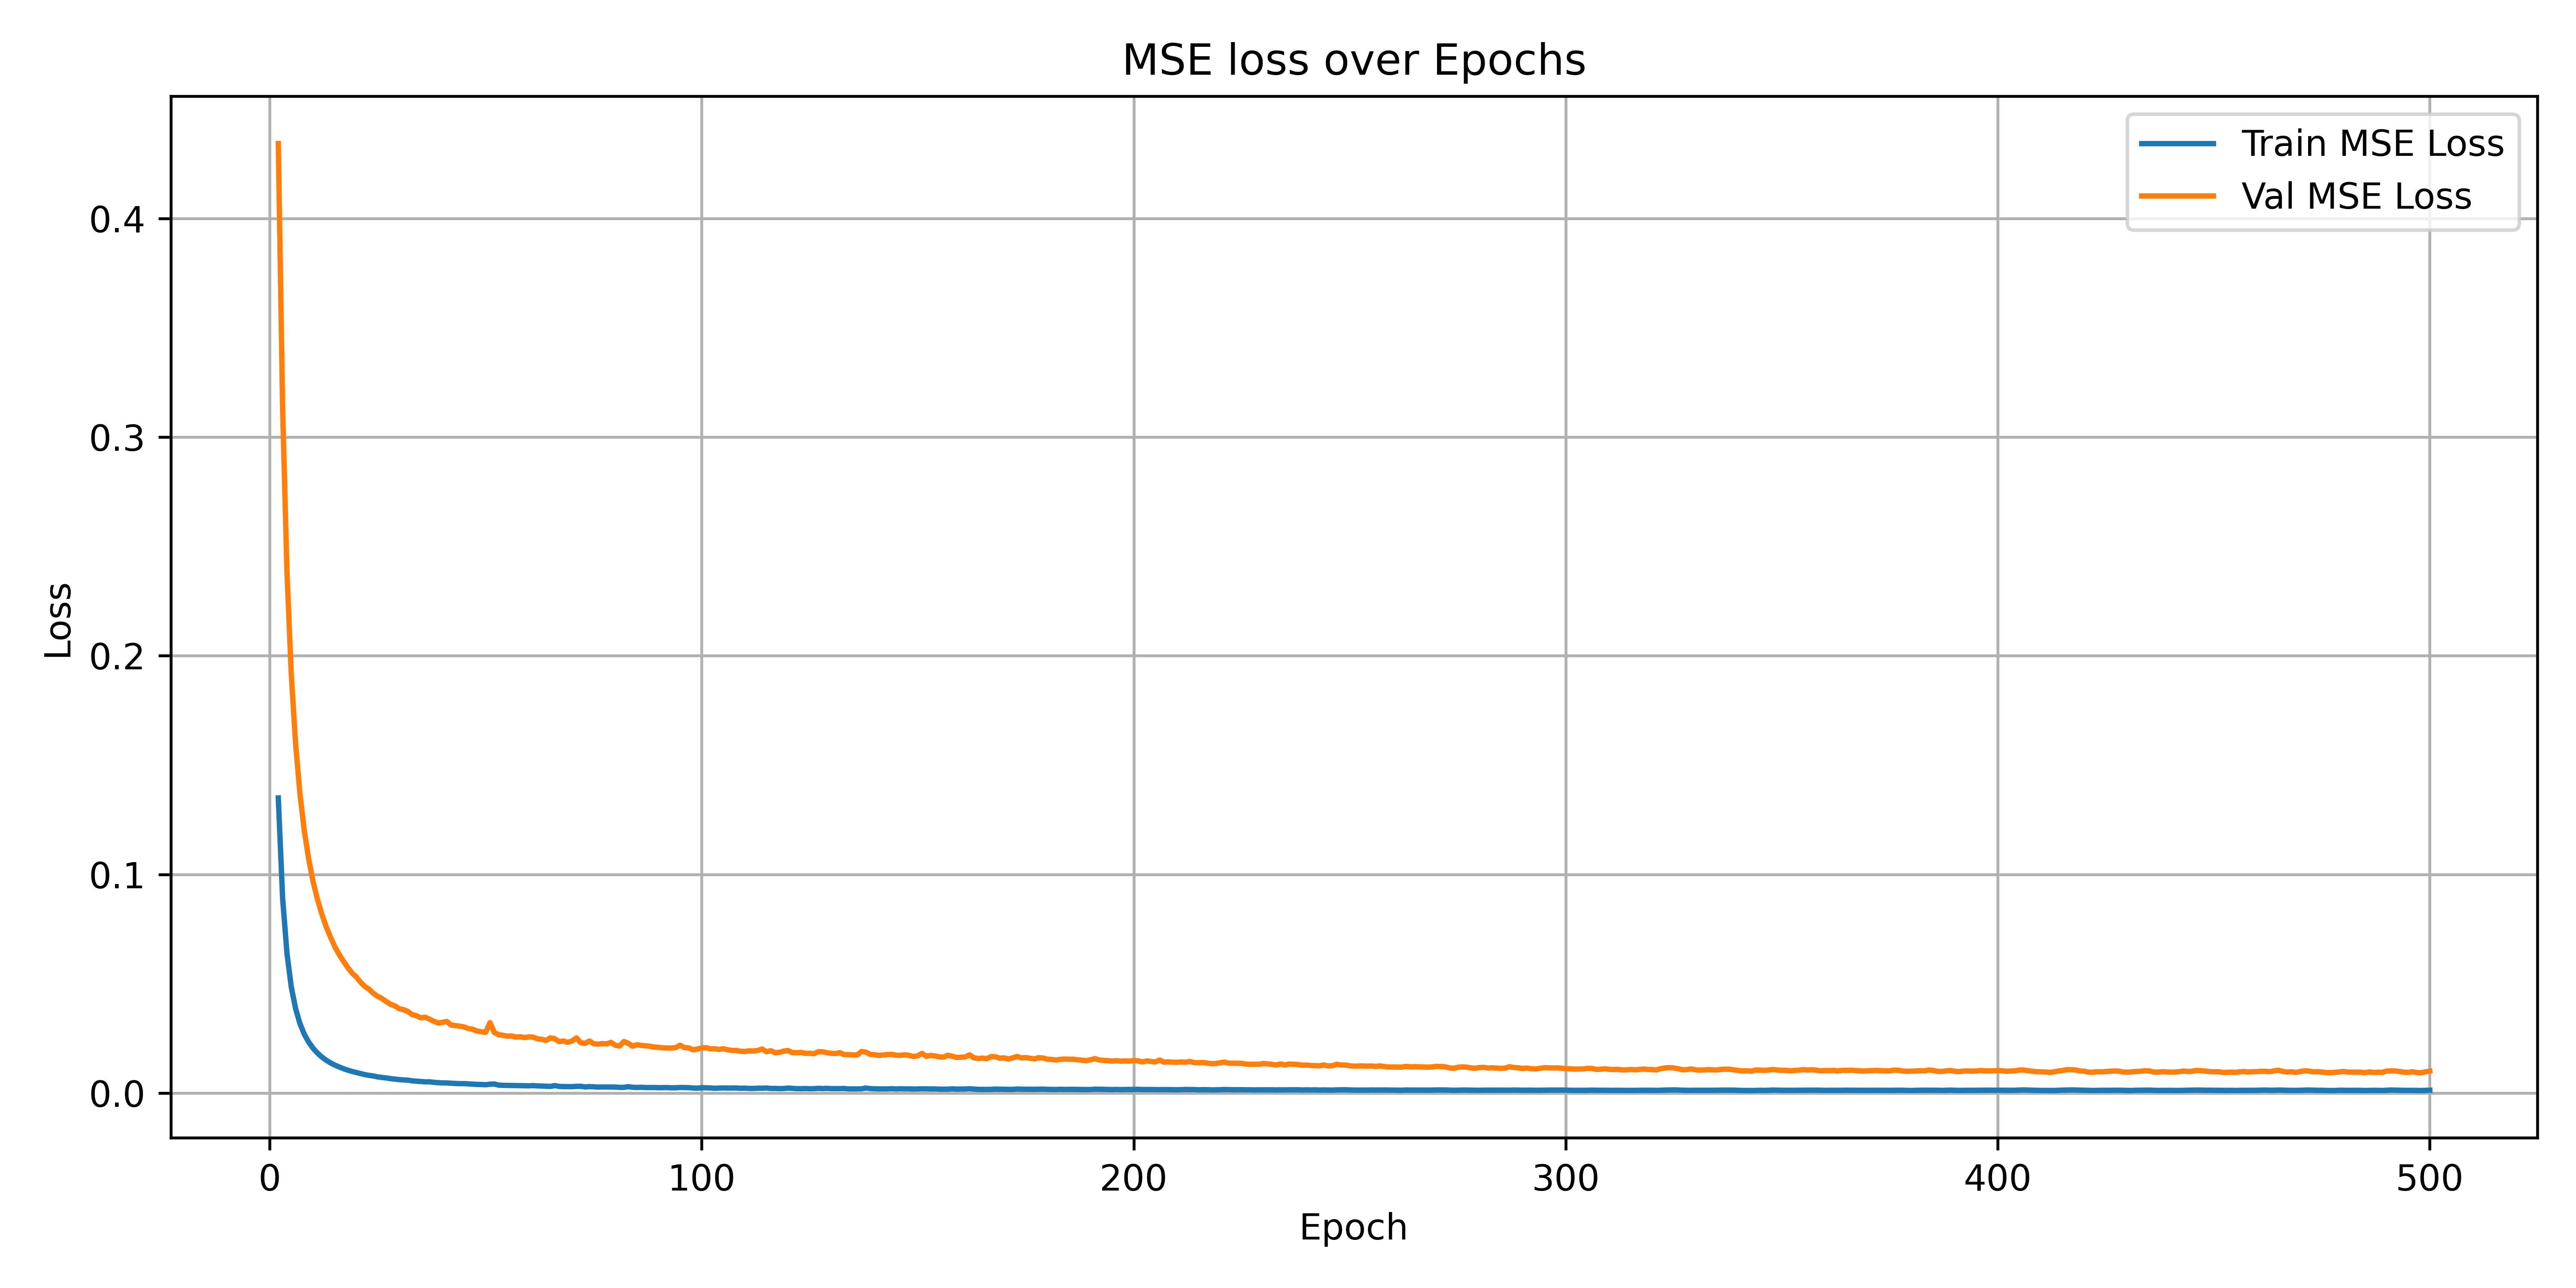 MSE loss over Epochs
Train MSE Loss
Val MSE Loss
0.4
0.3
0.2
0.1
0.0
Loss
0 100 200 300 400 500
Epoch